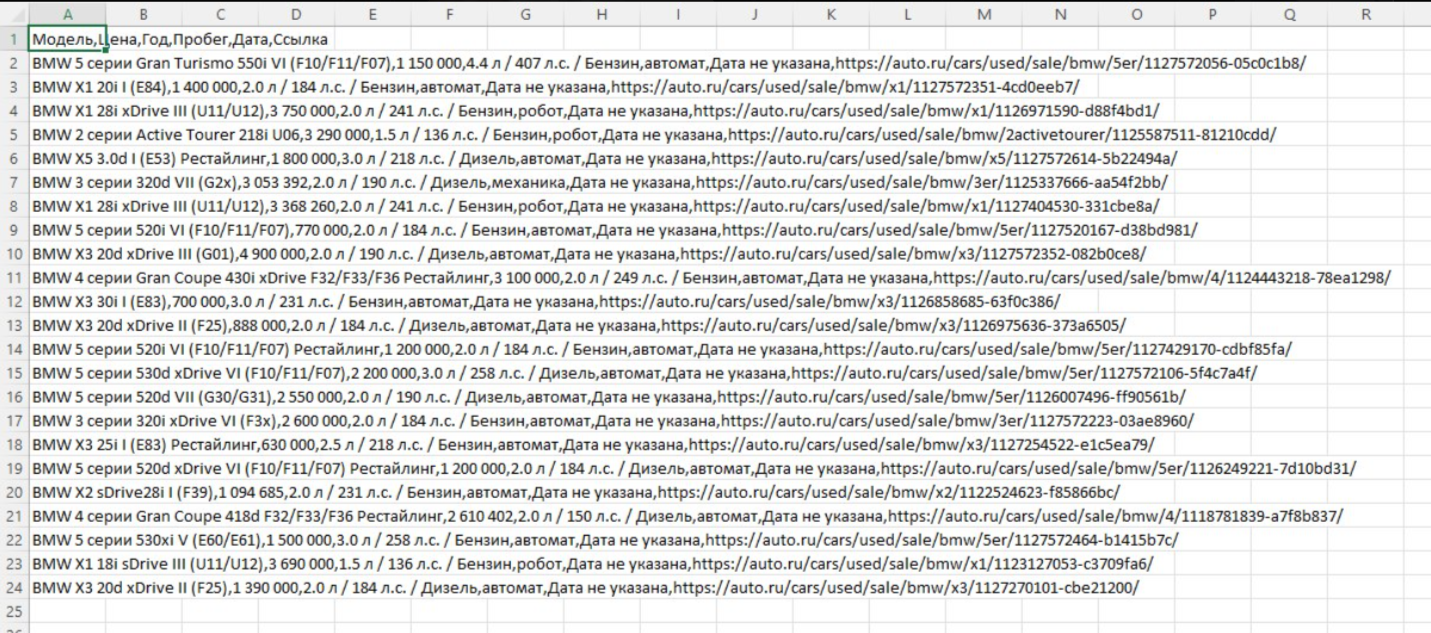 A B C D E F G H I J K L M N O P Q R
1 Модель,Цена,Год,Пробег,Дата,Ссылка
2 BMW 5 серии Gran Turismo 550i VI (F10/F11/F07),1 150 000,4.4 л / 407 л.с. / Бензин,автомат,Дата не указана,https://auto.ru/cars/used/sale/bmw/5er/1127572056-05c0c1b8/
3 BMW X1 20i I (E84),1 400 000,2.0 л / 184 л.с. / Бензин,автомат,Дата не указана,https://auto.ru/cars/used/sale/bmw/x1/1127572351-4cd0eeb7/
4 BMW X1 28i xDrive III (U11/U12),3 750 000,2.0 л / 241 л.с. / Бензин,робот,Дата не указана,https://auto.ru/cars/used/sale/bmw/x1/1126971590-d88f4bd1/
5 BMW 2 серии Active Tourer 218i U06,3 290 000,1.5 л / 136 л.с. / Бензин,робот,Дата не указана,https://auto.ru/cars/used/sale/bmw/2activetourer/1125587511-81210cdd/
6 BMW X5 3.0d I (E53) Рестайлинг,1 800 000,3.0 л / 218 л.с. / Дизель,автомат,Дата не указана,https://auto.ru/cars/used/sale/bmw/x5/1127572614-5b22494a/
7 BMW 3 серии 320d VII (G2x),3 053 392,2.0 л / 190 л.с. / Дизель,механика,Дата не указана,https://auto.ru/cars/used/sale/bmw/3er/1125337666-aa54f2bb/
8 BMW X1 28i xDrive III (U11/U12),3 368 260,2.0 л / 241 л.с. / Бензин,робот,Дата не указана,https://auto.ru/cars/used/sale/bmw/x1/1127404530-331cbe8a/
9 BMW 5 серии 520i VI (F10/F11/F07),770 000,2.0 л / 184 л.с. / Бензин,автомат,Дата не указана,https://auto.ru/cars/used/sale/bmw/5er/1127520167-d38bd981/
10 BMW X3 20d xDrive III (G01),4 900 000,2.0 л / 190 л.с. / Дизель,автомат,Дата не указана,https://auto.ru/cars/used/sale/bmw/x3/1127572352-082b0ce8/
11 BMW 4 серии Gran Coupe 430i xDrive F32/F33/F36 Рестайлинг,3 100 000,2.0 л / 249 л.с. / Бензин,автомат,Дата не указана,https://auto.ru/cars/used/sale/bmw/4/1124443218-78ea1298/
12 BMW X3 30i I (E83),700 000,3.0 л / 231 л.с. / Бензин,автомат,Дата не указана,https://auto.ru/cars/used/sale/bmw/x3/1126858685-63f0c386/
13 BMW X3 20d xDrive II (F25),888 000,2.0 л / 184 л.с. / Дизель,автомат,Дата не указана,https://auto.ru/cars/used/sale/bmw/x3/1126975636-373a6505/
14 BMW 5 серии 520i VI (F10/F11/F07) Рестайлинг,1 200 000,2.0 л / 184 л.с. / Бензин,автомат,Дата не указана,https://auto.ru/cars/used/sale/bmw/5er/1127429170-cdbf85fa/
15 BMW 5 серии 530d xDrive VI (F10/F11/F07),2 200 000,3.0 л / 258 л.с. / Дизель,автомат,Дата не указана,https://auto.ru/cars/used/sale/bmw/5er/1127572106-5f4c7a4f/
16 BMW 5 серии 520d VII (G30/G31),2 550 000,2.0 л / 190 л.с. / Дизель,автомат,Дата не указана,https://auto.ru/cars/used/sale/bmw/5er/1126007496-ff90561b/
17 BMW 3 серии 320i xDrive VI (F3x),2 600 000,2.0 л / 184 л.с. / Бензин,автомат,Дата не указана,https://auto.ru/cars/used/sale/bmw/3er/1127572223-03ae8960/
18 BMW X3 25i I (E83) Рестайлинг,630 000,2.5 л / 218 л.с. / Бензин,автомат,Дата не указана,https://auto.ru/cars/used/sale/bmw/x3/1127254522-e1c5ea79/
19 BMW 5 серии 520d xDrive VI (F10/F11/F07) Рестайлинг,1 200 000,2.0 л / 184 л.с. / Дизель,автомат,Дата не указана,https://auto.ru/cars/used/sale/bmw/5er/1126249221-7d10bd31/
20 BMW X2 sDrive28i I (F39),1 094 685,2.0 л / 231 л.с. / Бензин,автомат,Дата не указана,https://auto.ru/cars/used/sale/bmw/x2/1122524623-f85866bc/
21 BMW 4 серии Gran Coupe 418d F32/F33/F36 Рестайлинг,2 610 402,2.0 л / 150 л.с. / Дизель,автомат,Дата не указана,https://auto.ru/cars/used/sale/bmw/4/1118781839-a7f8b837/
22 BMW 5 серии 530xi V (E60/E61),1 500 000,3.0 л / 258 л.с. / Бензин,автомат,Дата не указана,https://auto.ru/cars/used/sale/bmw/5er/1127572464-b1415b7c/
23 BMW X1 18i sDrive III (U11/U12),3 690 000,1.5 л / 136 л.с. / Бензин,робот,Дата не указана,https://auto.ru/cars/used/sale/bmw/x1/1123127053-c3709fa6/
24 BMW X3 20d xDrive II (F25),1 390 000,2.0 л / 184 л.с. / Дизель,автомат,Дата не указана,https://auto.ru/cars/used/sale/bmw/x3/1127270101-cbe21200/
25